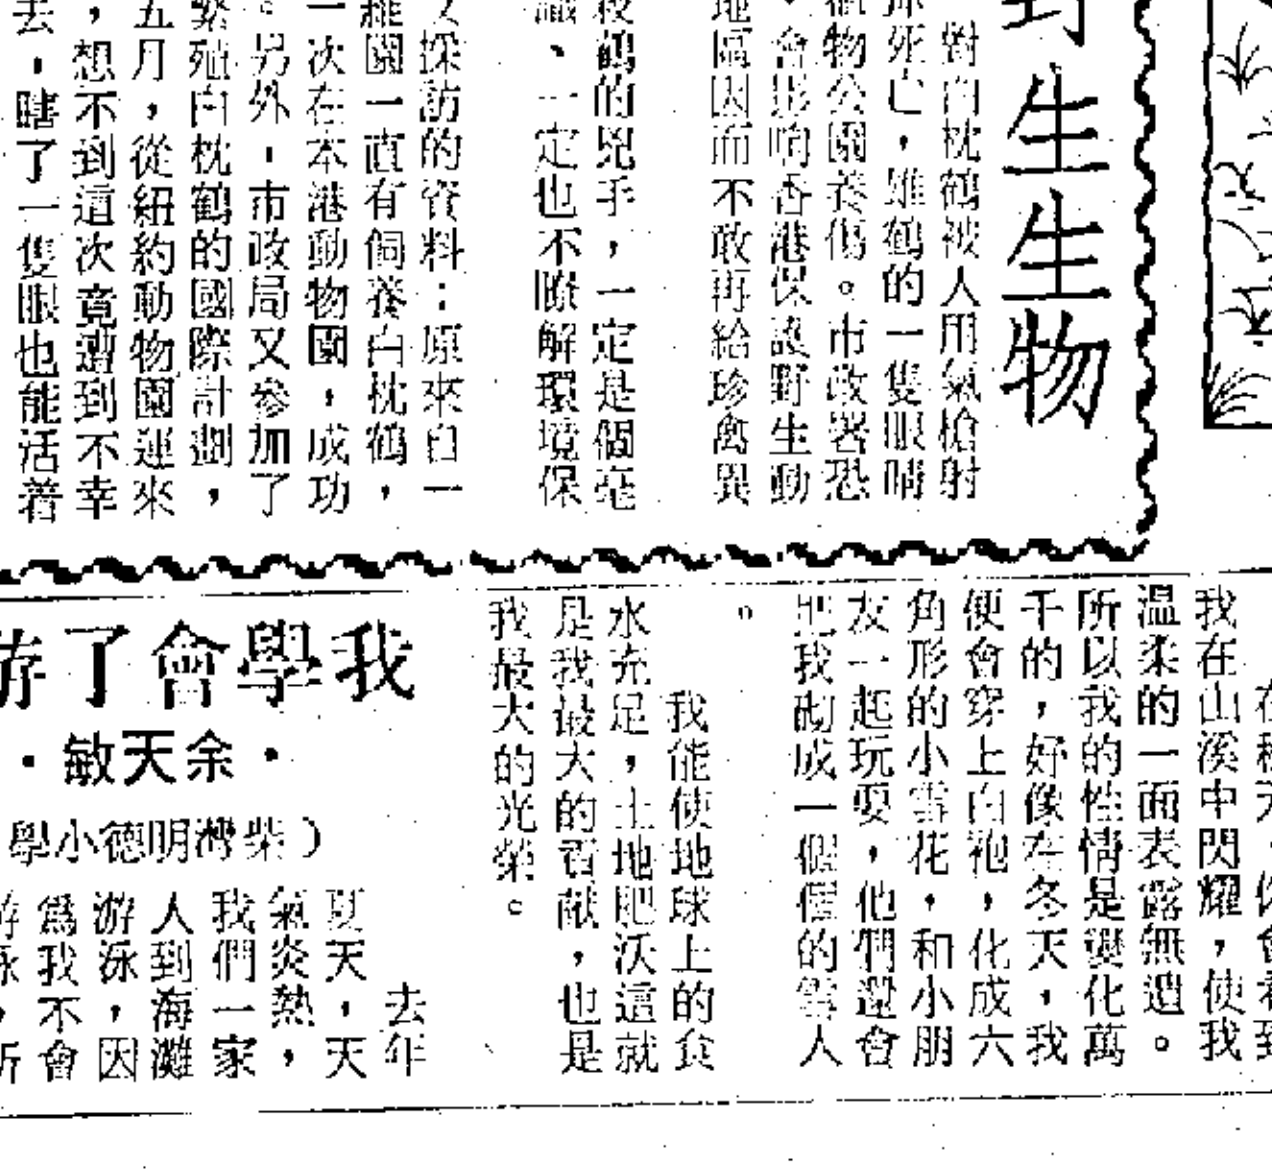 生生物
對白枕鶴被人用氣槍射
死亡，雖鶴的一隻眼睛
物公園養傷。市政署恐
會影响香港保護野生動
地區因而不敢再給珍禽異
鶴的兇手，一定是個毫
、一定也不瞭解環境保
採訪的資料：原來自一
園一直有飼養白枕鶴，
一次在本港動物園，成功
。另外，市政局又參加了
繁殖白枕鶴的國際計劃，
五月，從紐約動物園運來
，想不到這次竟遭到不幸
去，瞎了一隻眼也能活着
我在山溪中閃耀，使我
溫柔的一面表露無遺。
所以我的性情是變化萬
千的，好像在冬天，我
便會穿上白袍，化成六
角形的小雪花，和小朋
友一起玩耍，他們還會
把我砌成一個個的雪人
。
我能使地球上的食
水充足，土地肥沃這就
是我最大的貢献，也是
我最大的光榮。
我學會了游
·余天敏·
（柴灣明德小學
去年
夏天，天
氣炎熱，
我們一家
人到海灘
游泳，因
爲我不會
游泳，所